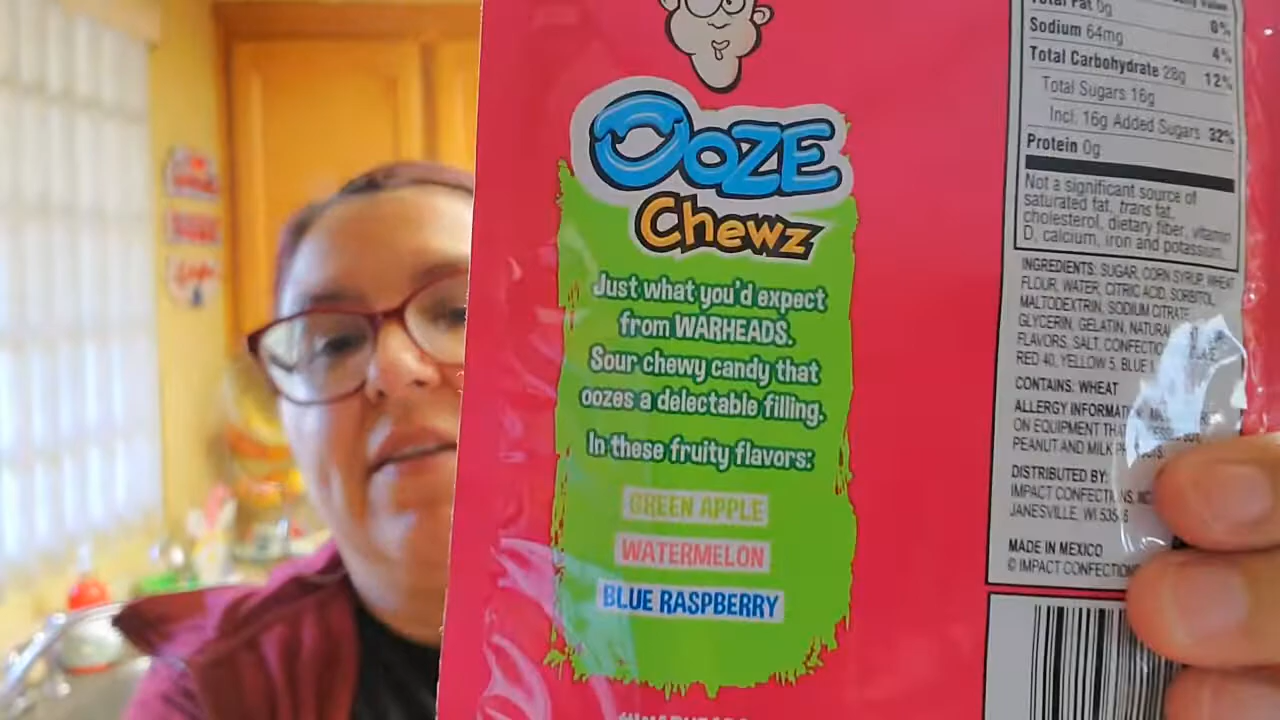 OOZE
Chewz
Just what you'd expect
from WARHEADS.
Sour chewy candy that
oozes a delectable filling.
In these fruity flavors:
GREEN APPLE
WATERMELON
BLUE RASPBERRY
Total Fat 0g 0%
Sodium 64mg 4%
Total Carbohydrate 28g 12%
Total Sugars 16g
Incl. 16g Added Sugars 32%
Protein 0g
Not a significant source of
saturated fat, trans fat,
cholesterol, dietary fiber, vitamin
D, calcium, iron and potassium.
INGREDIENTS: SUGAR, CORN SYRUP, WHEAT
FLOUR, WATER, CITRIC ACID, SORBITOL,
MALTODEXTRIN, SODIUM CITRATE,
GLYCERIN, GELATIN, NATURAL
FLAVORS, SALT,
RED 40, YELLOW 5, BLUE
CONTAINS: WHEAT
ALLERGY
ON EQUIPMENT
PEANUT AND MILK
DISTRIBUTED BY:
IMPACT
JANESVILLE, WI
MADE IN MEXICO
© IMPACT